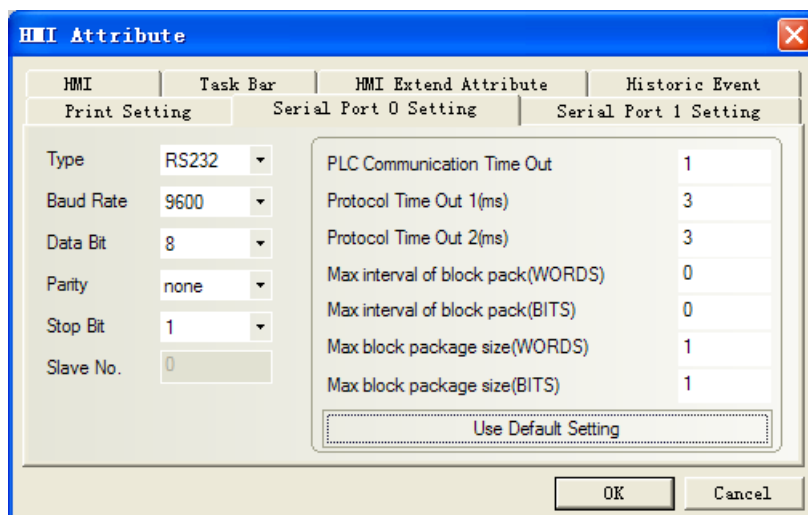 HMI Attribute
HMI Task Bar HMI Extend Attribute Historic Event
Print Setting Serial Port 0 Setting Serial Port 1 Setting
Type RS232
Baud Rate 9600
Data Bit 8
Parity none
Stop Bit 1
Slave No. 0
PLC Communication Time Out 1
Protocol Time Out 1(ms) 3
Protocol Time Out 2(ms) 3
Max interval of block pack(WORDS) 0
Max interval of block pack(BITS) 0
Max block package size(WORDS) 1
Max block package size(BITS) 1
Use Default Setting
OK Cancel